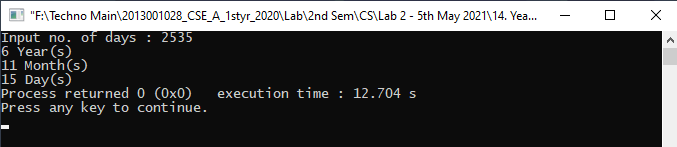 "F:\Techno Main\2013001028_CSE_A_1styr_2020\Lab\2nd Sem\CS\Lab 2 - 5th May 2021\14. Yea...
Input no. of days : 2535
6 Year(s)
11 Month(s)
15 Day(s)
Process returned 0 (0x0)   execution time : 12.704 s
Press any key to continue.